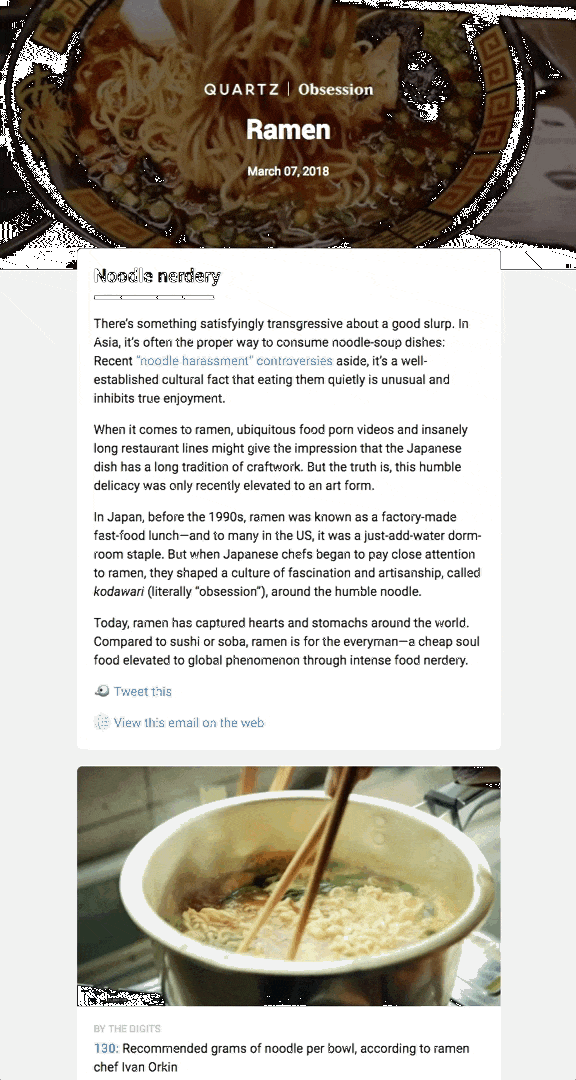 QUARTZ | Obsession
Ramen
March 07, 2018
Noodle nerdery
There's something satisfyingly transgressive about a good slurp. In
Asia, it's often the proper way to consume noodle-soup dishes:
Recent "noodle harassment" controversies aside, it's a well-
established cultural fact that eating them quietly is unusual and
inhibits true enjoyment.
When it comes to ramen, ubiquitous food porn videos and insanely
long restaurant lines might give the impression that the Japanese
dish has a long tradition of craftwork. But the truth is, this humble
delicacy was only recently elevated to an art form.
In Japan, before the 1990s, ramen was known as a factory-made
fast-food lunch—and to many in the US, it was a just-add-water dorm-
room staple. But when Japanese chefs began to pay close attention
to ramen, they shaped a culture of fascination and artisanship, called
kodawari (literally "obsession"), around the humble noodle.
Today, ramen has captured hearts and stomachs around the world.
Compared to sushi or soba, ramen is for the everyman—a cheap soul
food elevated to global phenomenon through intense food nerdery.
Tweet this
View this email on the web
BY THE DIGITS
130: Recommended grams of noodle per bowl, according to ramen
chef Ivan Orkin